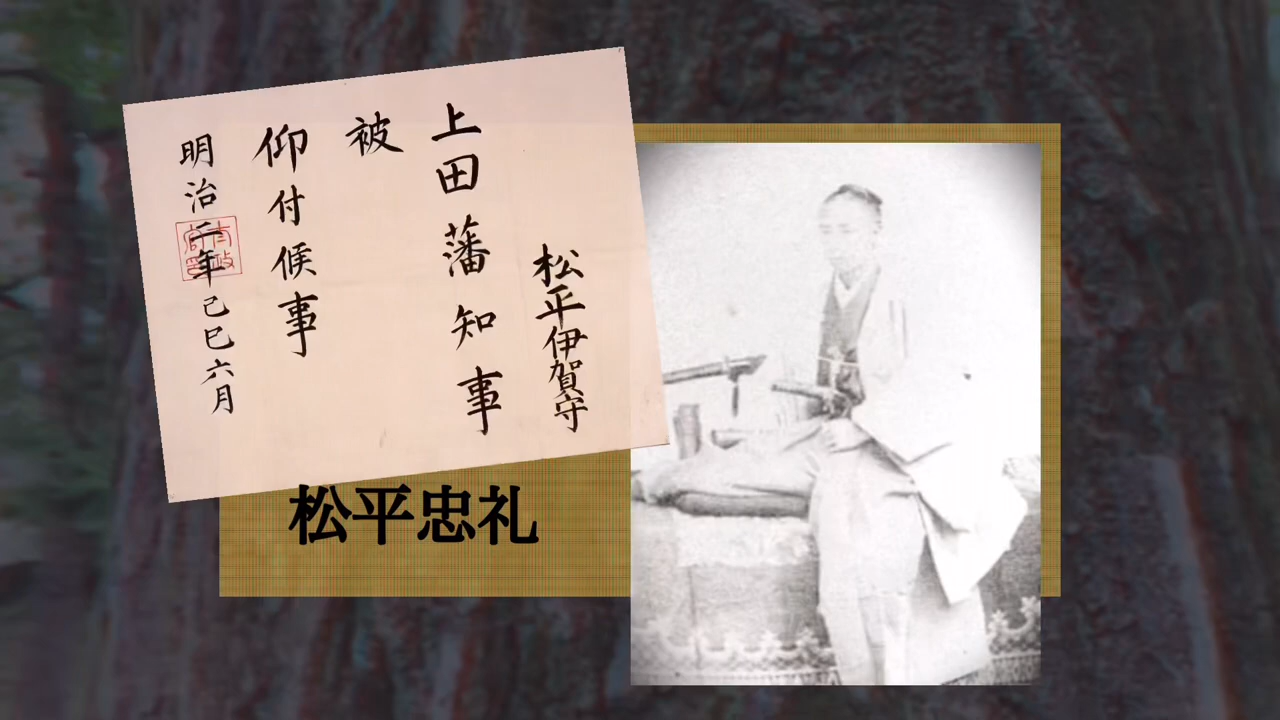 松平伊賀守
上田藩知事
被
仰付候事
明治二年己巳六月
松平忠礼